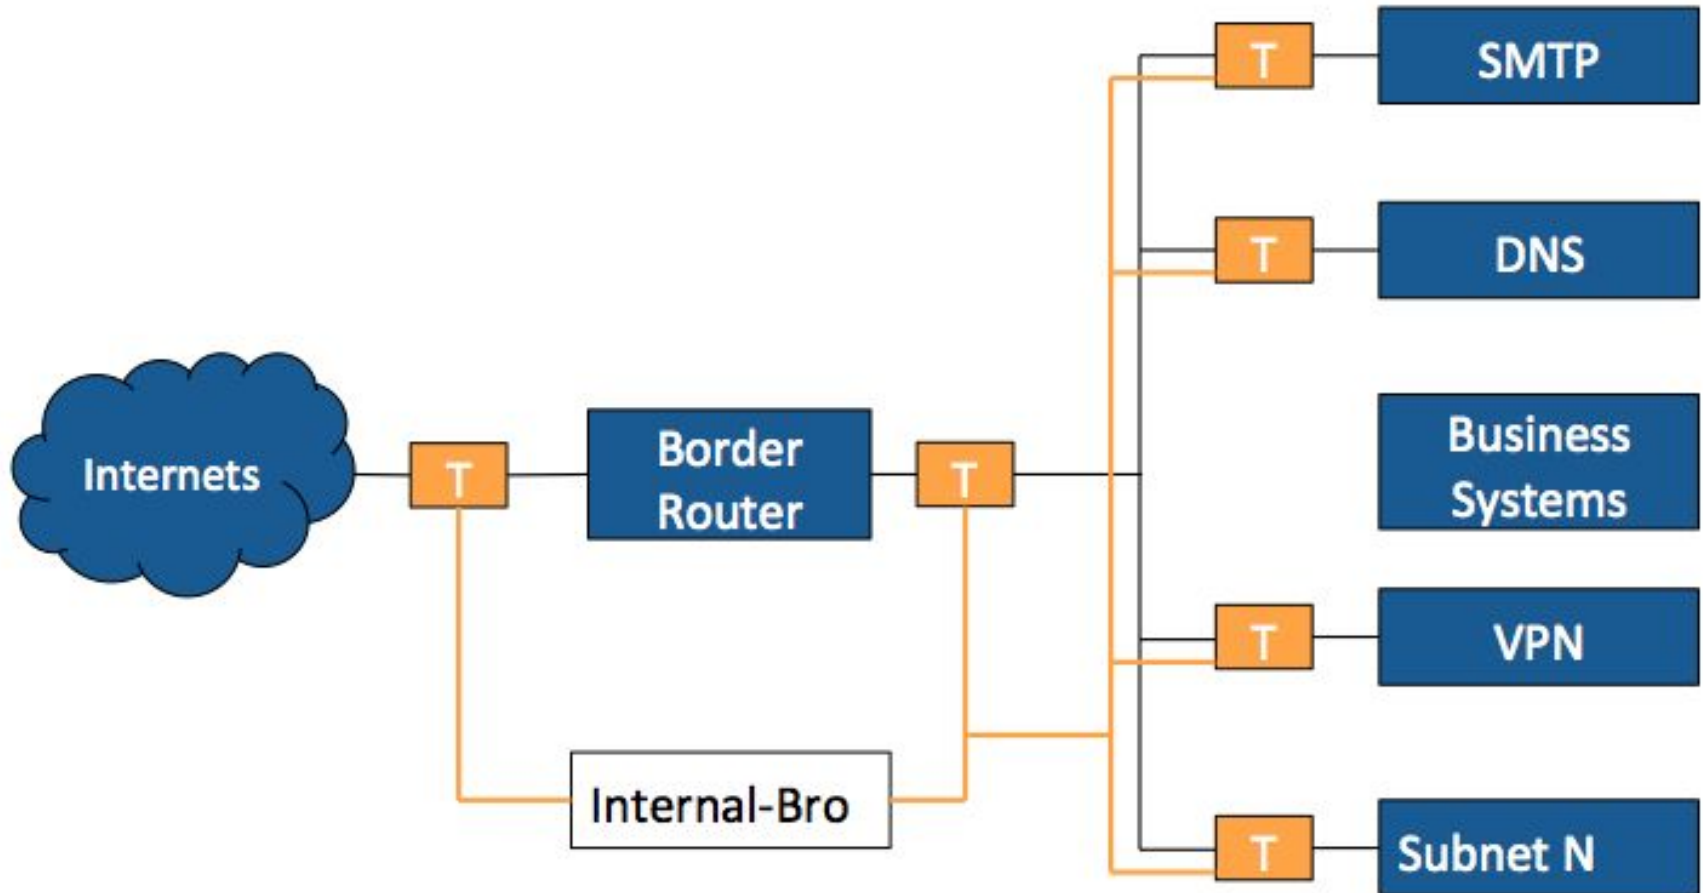 T
SMTP
T
DNS
Internets
T
Border
Router
T
Business
Systems
T
VPN
Internal-Bro
T
Subnet N